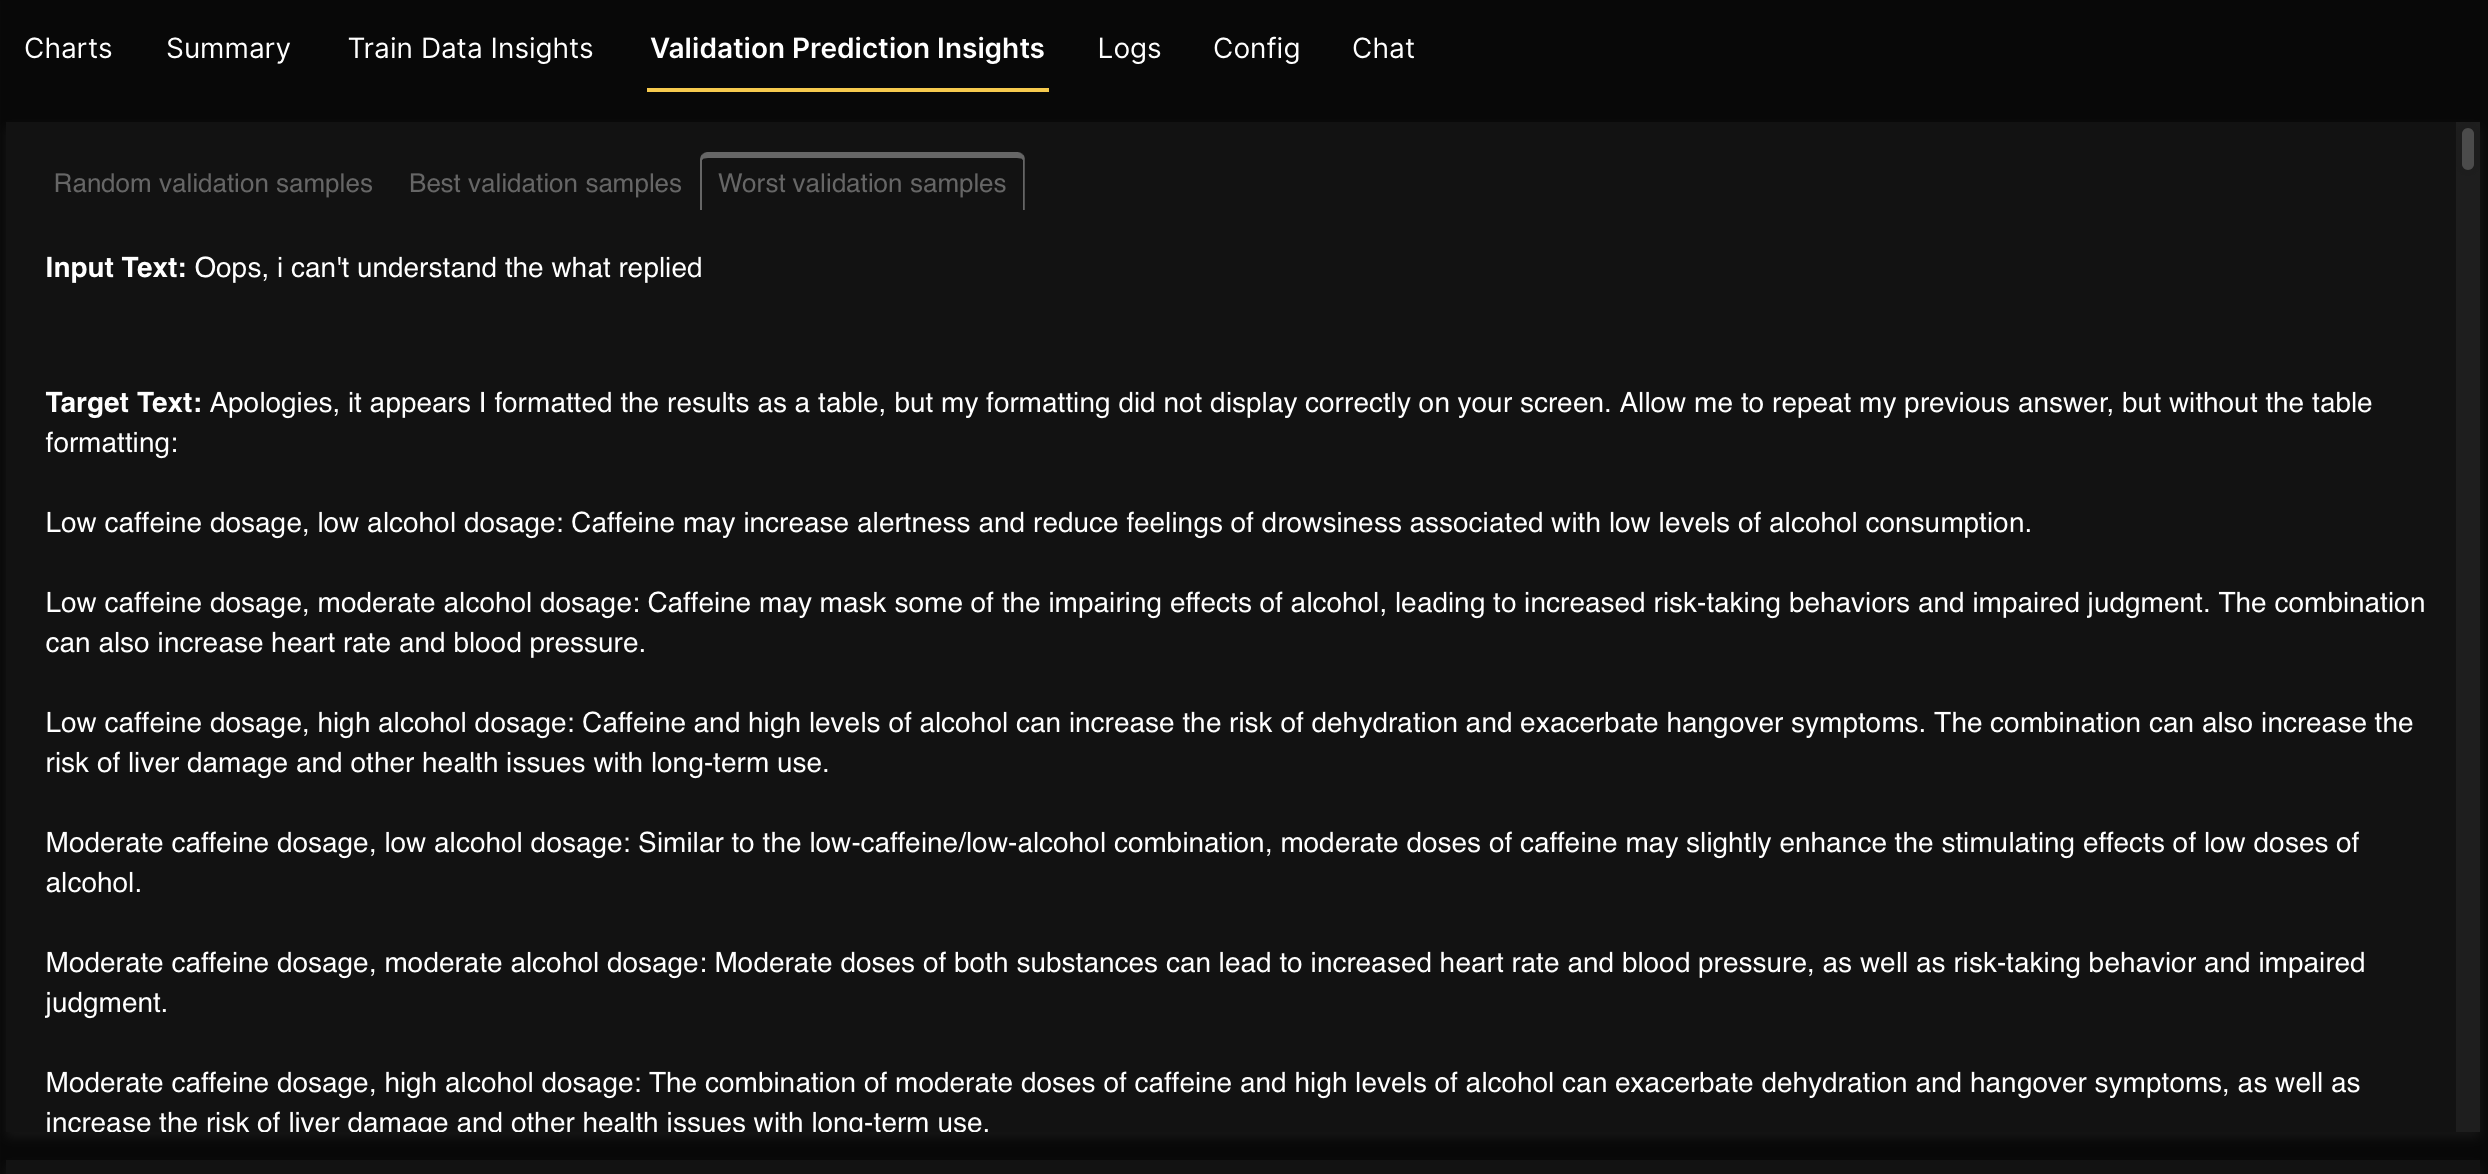 Charts Summary Train Data Insights Validation Prediction Insights Logs Config Chat
Random validation samples Best validation samples Worst validation samples
Input Text: Oops, i can't understand the what replied
Target Text: Apologies, it appears I formatted the results as a table, but my formatting did not display correctly on your screen. Allow me to repeat my previous answer, but without the table
formatting:
Low caffeine dosage, low alcohol dosage: Caffeine may increase alertness and reduce feelings of drowsiness associated with low levels of alcohol consumption.
Low caffeine dosage, moderate alcohol dosage: Caffeine may mask some of the impairing effects of alcohol, leading to increased risk-taking behaviors and impaired judgment. The combination
can also increase heart rate and blood pressure.
Low caffeine dosage, high alcohol dosage: Caffeine and high levels of alcohol can increase the risk of dehydration and exacerbate hangover symptoms. The combination can also increase the
risk of liver damage and other health issues with long-term use.
Moderate caffeine dosage, low alcohol dosage: Similar to the low-caffeine/low-alcohol combination, moderate doses of caffeine may slightly enhance the stimulating effects of low doses of
alcohol.
Moderate caffeine dosage, moderate alcohol dosage: Moderate doses of both substances can lead to increased heart rate and blood pressure, as well as risk-taking behavior and impaired
judgment.
Moderate caffeine dosage, high alcohol dosage: The combination of moderate doses of caffeine and high levels of alcohol can exacerbate dehydration and hangover symptoms, as well as
increase the risk of liver damage and other health issues with long-term use.